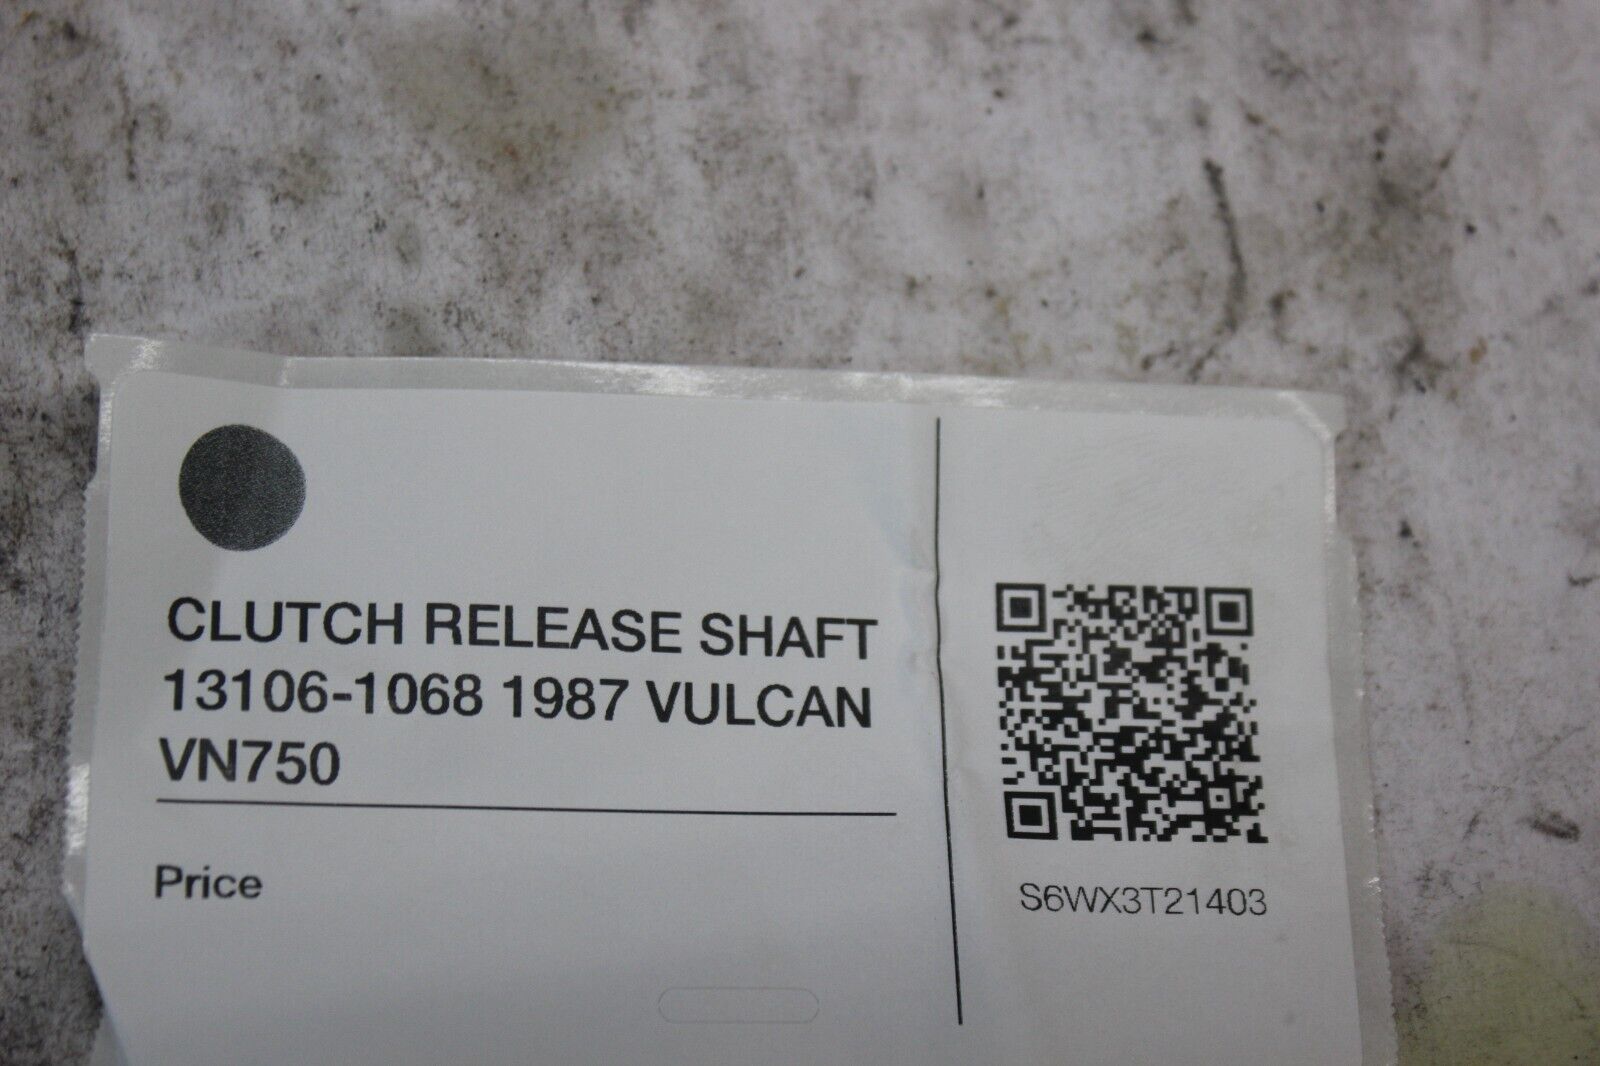 CLUTCH RELEASE SHAFT
13106-1068 1987 VULCAN
VN750
Price
S6WX3T21403